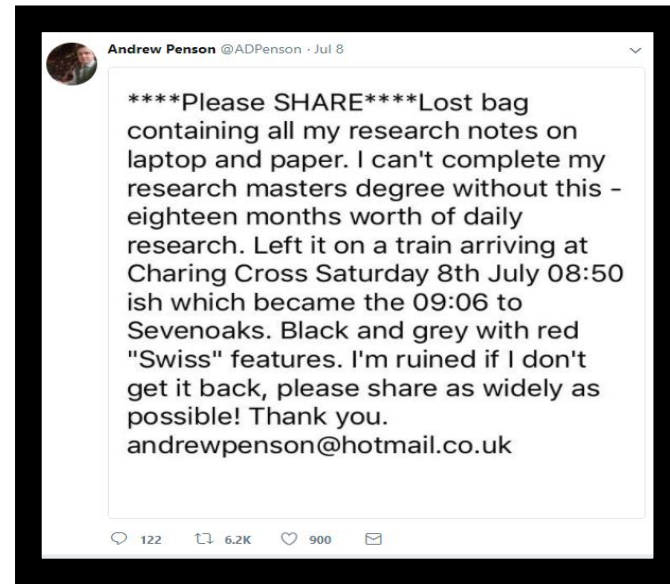 Andrew Penson @ADPenson · Jul 8
****Please SHARE****Lost bag
containing all my research notes on
laptop and paper. I can't complete my
research masters degree without this -
eighteen months worth of daily
research. Left it on a train arriving at
Charing Cross Saturday 8th July 08:50
ish which became the 09:06 to
Sevenoaks. Black and grey with red
"Swiss" features. I'm ruined if I don't
get it back, please share as widely as
possible! Thank you.
andrewpenson@hotmail.co.uk
122 6.2K 900